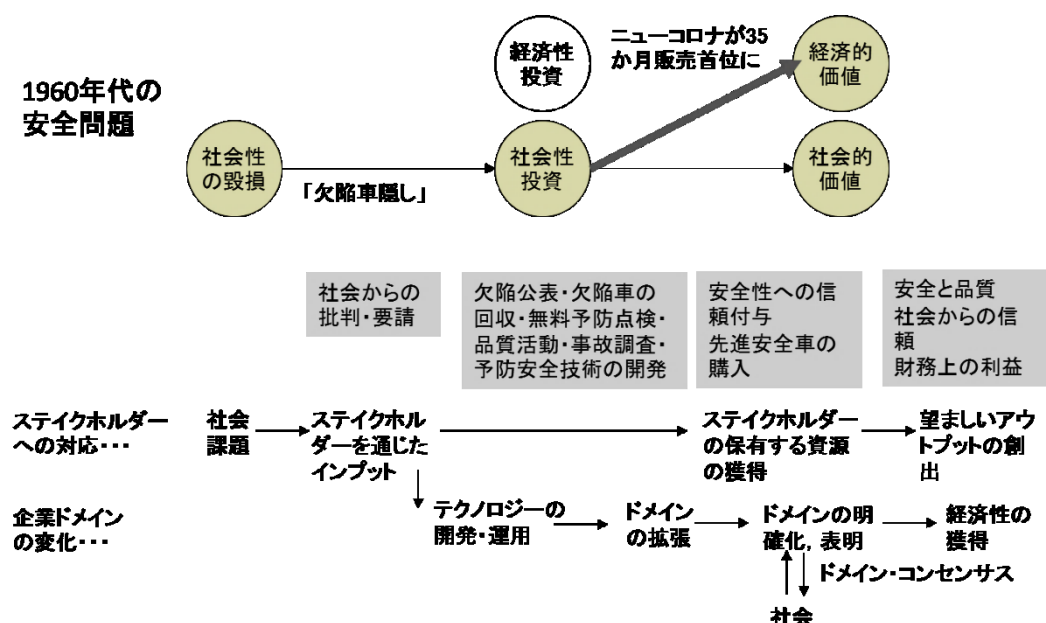 1960年代の
安全問題
経済性
投資
ニューコロナが35
か月販売首位に
経済的
価値
社会性
の毀損
「欠陥車隠し」
社会性
投資
社会的
価値
社会からの
批判・要請
欠陥公表・欠陥車の
回収・無料予防点検・
品質活動・事故調査・
予防安全技術の開発
安全性への信
頼付与
先進安全車の
購入
安全と品質
社会からの信
頼
財務上の利益
ステイクホルダー
への対応・・・
社会
課題
ステイクホル
ダーを通じた
インプット
ステイクホルダー
の保有する資源
の獲得
望ましいアウ
トプットの創
出
企業ドメイン
の変化・・・
テクノロジーの
開発・運用
ドメイン
の拡張
ドメインの明
確化，表明
経済性の
獲得
ドメイン・コンセンサス
社会